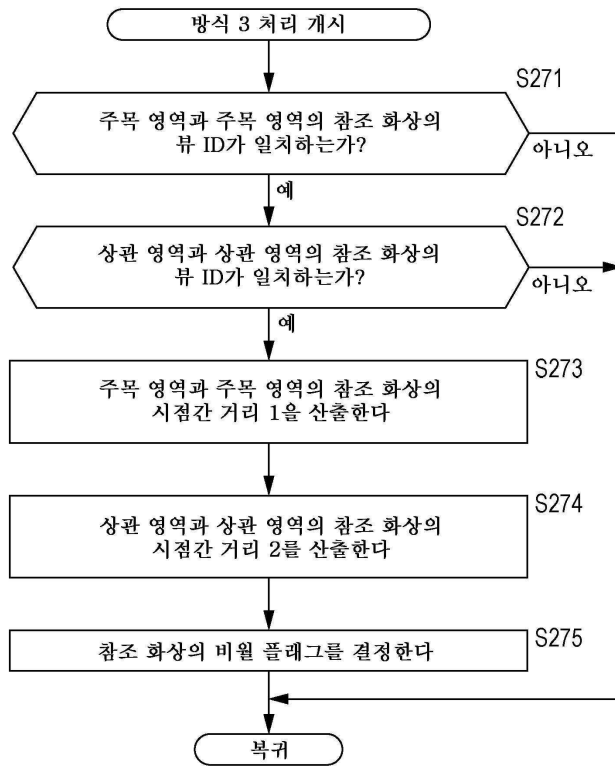 방식 3 처리 개시
S271
주목 영역과 주목 영역의 참조 화상의
뷰 ID가 일치하는가?
아니오
예
S272
상관 영역과 상관 영역의 참조 화상의
뷰 ID가 일치하는가?
아니오
예
S273
주목 영역과 주목 영역의 참조 화상의
시점간 거리 1을 산출한다
S274
상관 영역과 상관 영역의 참조 화상의
시점간 거리 2를 산출한다
S275
참조 화상의 비월 플래그를 결정한다
복귀